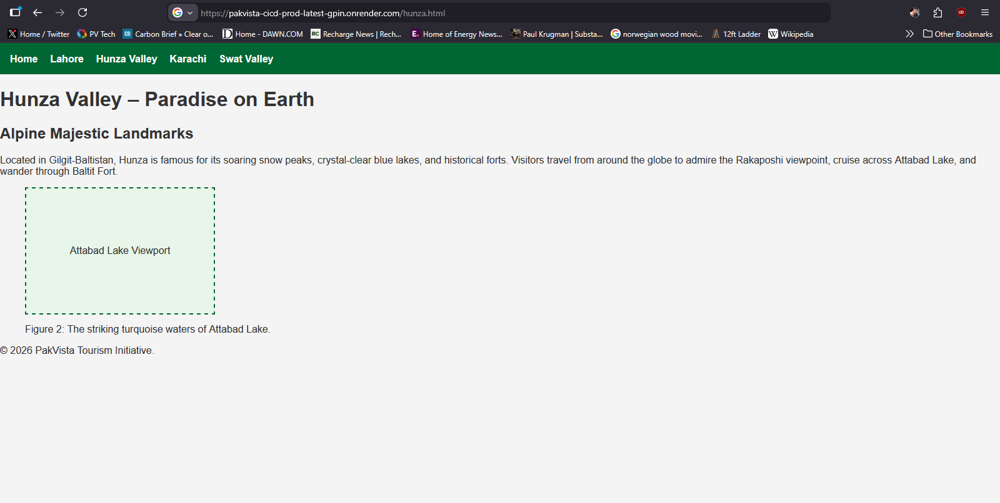 https://pakvista-cicd-prod-latest-gpin.onrender.com/hunza.html
Home / Twitter PV Tech CB Carbon Brief » Clear o... Home - DAWN.COM RC Recharge News | Rech... E. Home of Energy News... Paul Krugman | Substa... norwegian wood movi... 12ft Ladder W Wikipedia Other Bookmarks
Home Lahore Hunza Valley Karachi Swat Valley
Hunza Valley – Paradise on Earth
Alpine Majestic Landmarks
Located in Gilgit-Baltistan, Hunza is famous for its soaring snow peaks, crystal-clear blue lakes, and historical forts. Visitors travel from around the globe to admire the Rakaposhi viewpoint, cruise across Attabad Lake, and
wander through Baltit Fort.
Attabad Lake Viewport
Figure 2: The striking turquoise waters of Attabad Lake.
© 2026 PakVista Tourism Initiative.